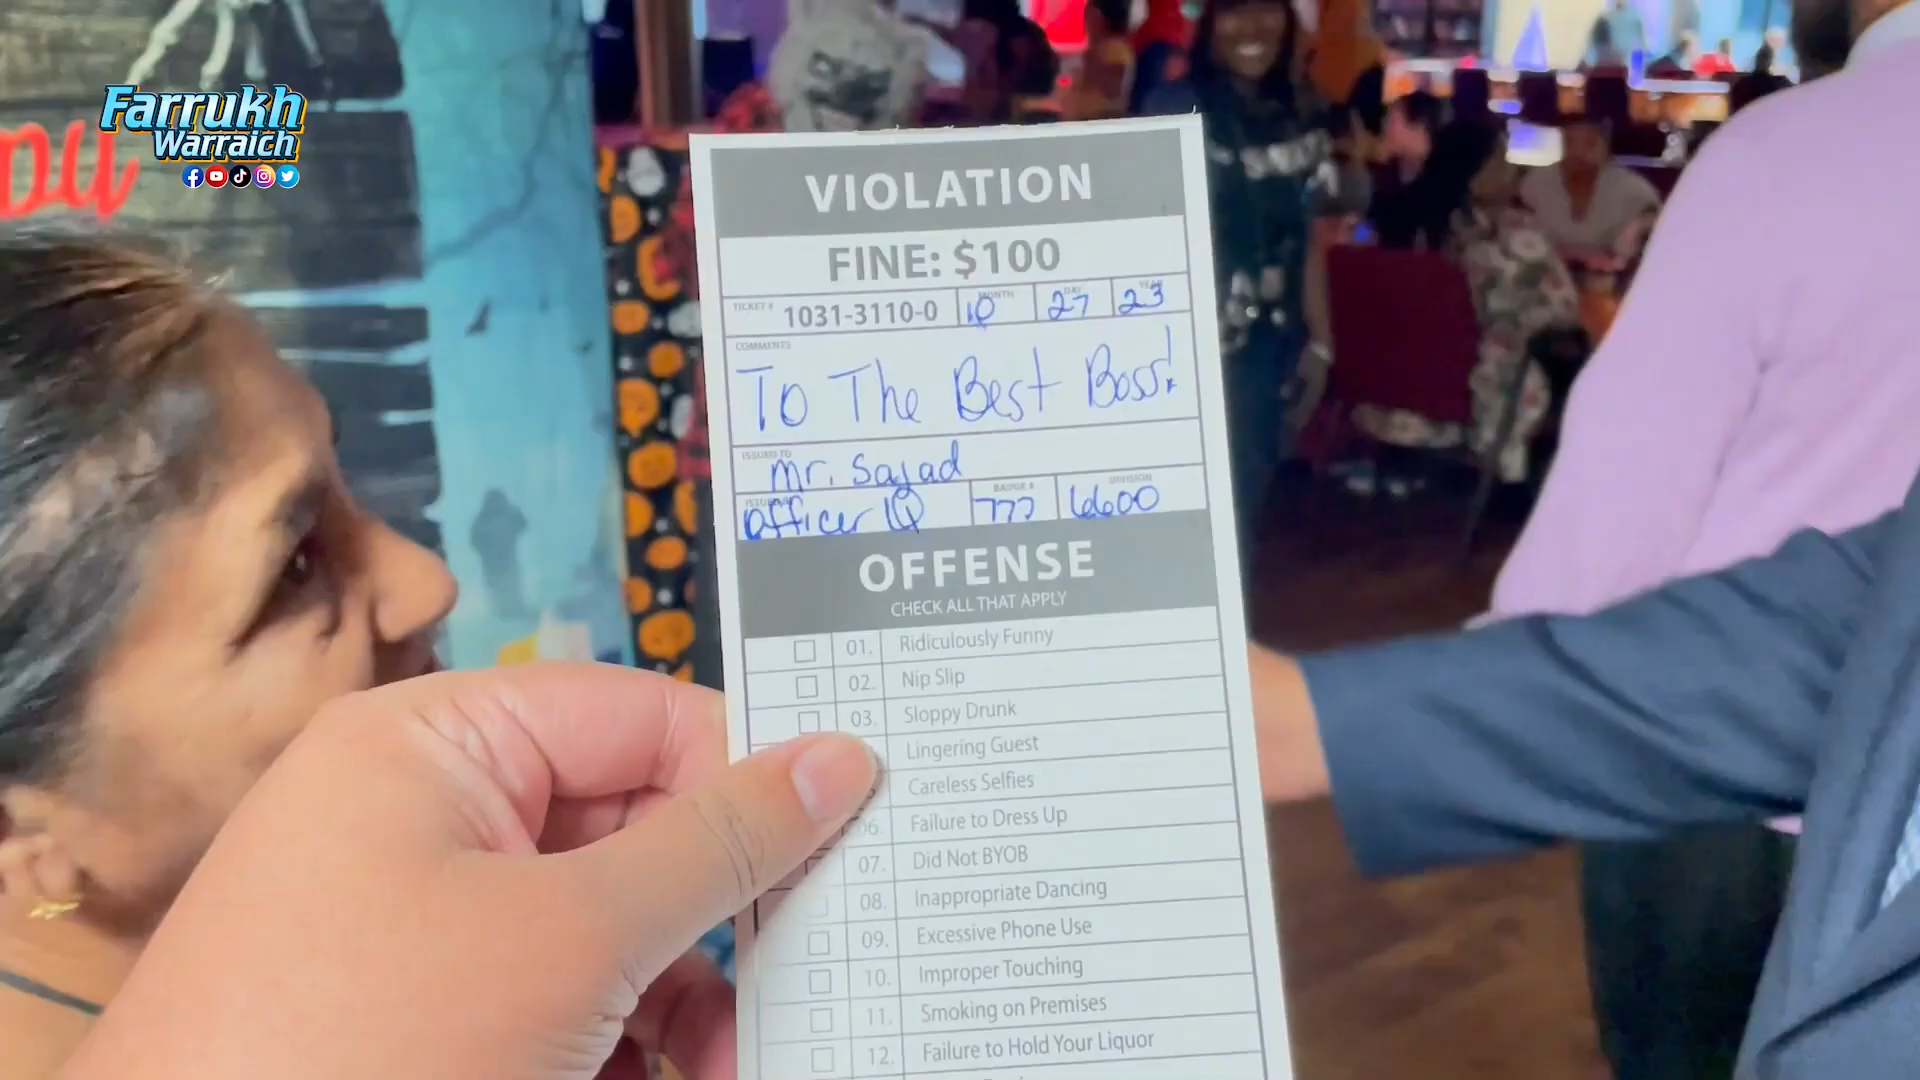 Farrukh
Warraich
ou
VIOLATION
FINE: $100
TICKET # 1031-3110-0 MONTH 10 DAY 27 YEAR 23
COMMENTS
To The Best Boss!
ISSUED TO
Mr. Sajad
officer IQ BADGE # 777 DIVISION 6600
OFFENSE
CHECK ALL THAT APPLY
01. Ridiculously Funny
02. Nip Slip
03. Sloppy Drunk
Lingering Guest
Careless Selfies
06. Failure to Dress Up
07. Did Not BYOB
08. Inappropriate Dancing
09. Excessive Phone Use
10. Improper Touching
11. Smoking on Premises
12. Failure to Hold Your Liquor